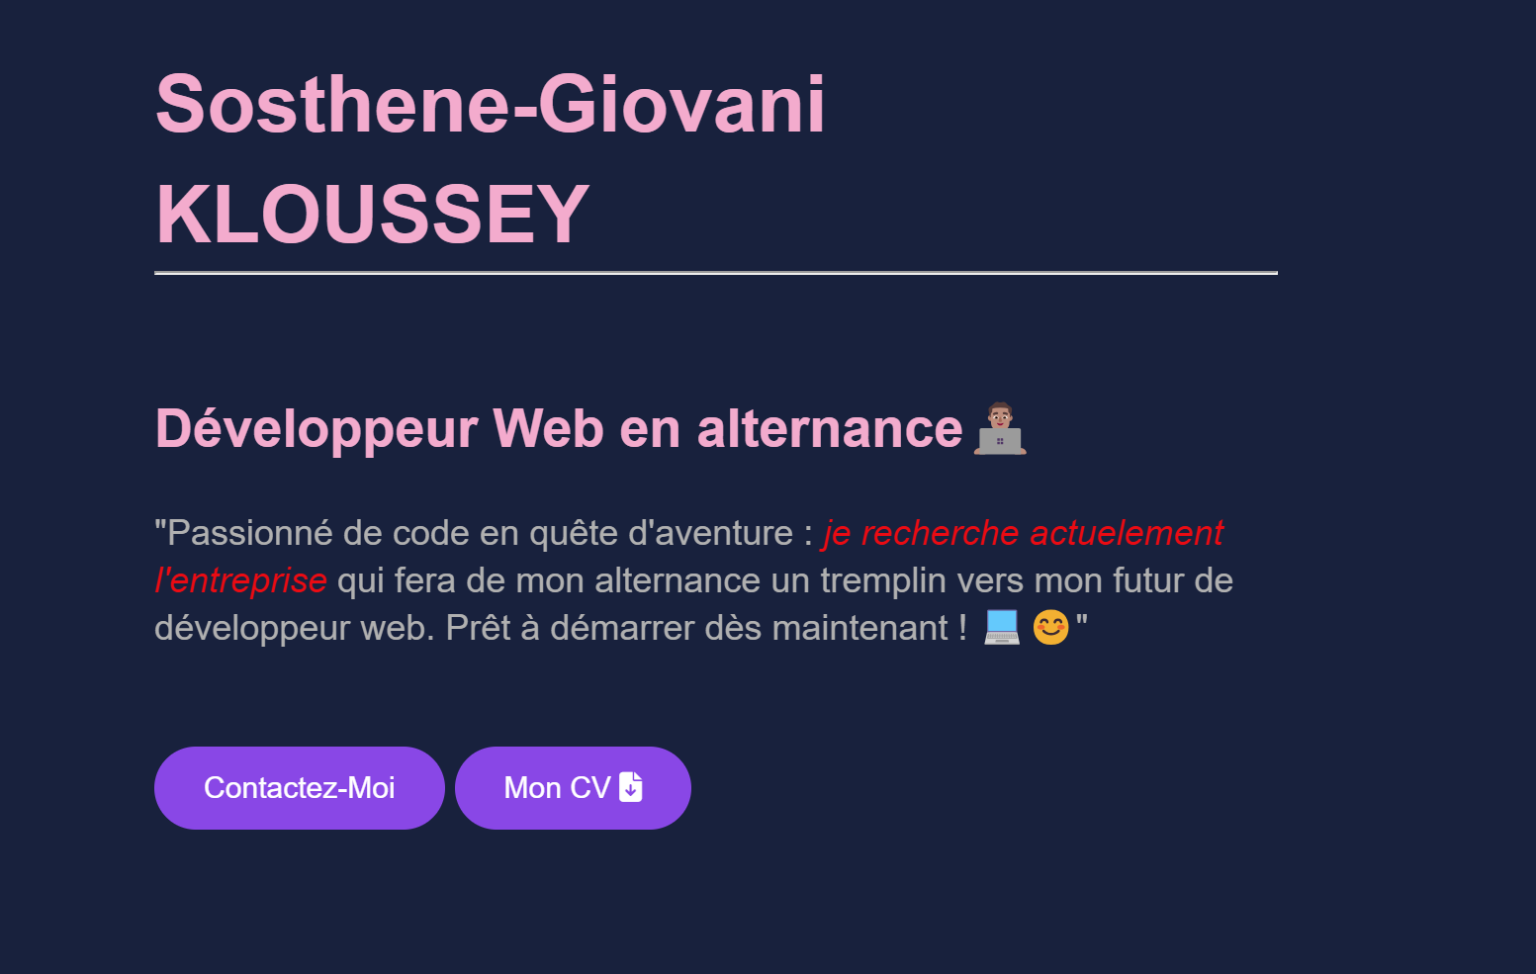 Sosthene-Giovani
KLOUSSEY
Développeur Web en alternance 👨🏽‍💻
"Passionné de code en quête d'aventure : je recherche actuelement
l'entreprise qui fera de mon alternance un tremplin vers mon futur de
développeur web. Prêt à démarrer dès maintenant ! 💻 😊"
Contactez-Moi
Mon CV